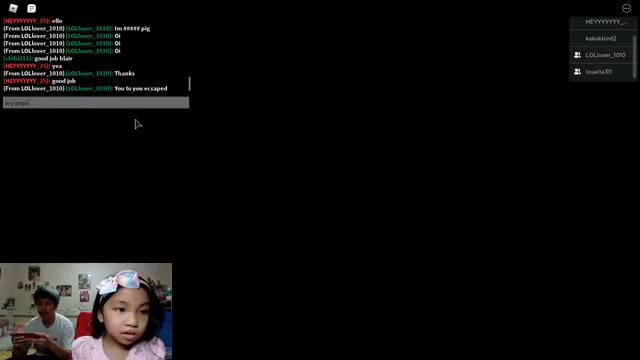 [HEYYYYYYY_25]: ello
{From LOLlover_1010} [LOLlover_1010]: Im ##### pig
{From LOLlover_1010} [LOLlover_1010]: Oi
{From LOLlover_1010} [LOLlover_1010]: Oi
{From LOLlover_1010} [LOLlover_1010]: Oi
[chibi3113]: good job blair
[HEYYYYYYY_25]: yea
{From LOLlover_1010} [LOLlover_1010]: Thanks
[HEYYYYYYY_25]: good job
{From LOLlover_1010} [LOLlover_1010]: You to you ecsaped
my papa
HEYYYYYYY_...
kakakbird2
LOLlover_1010
louella311